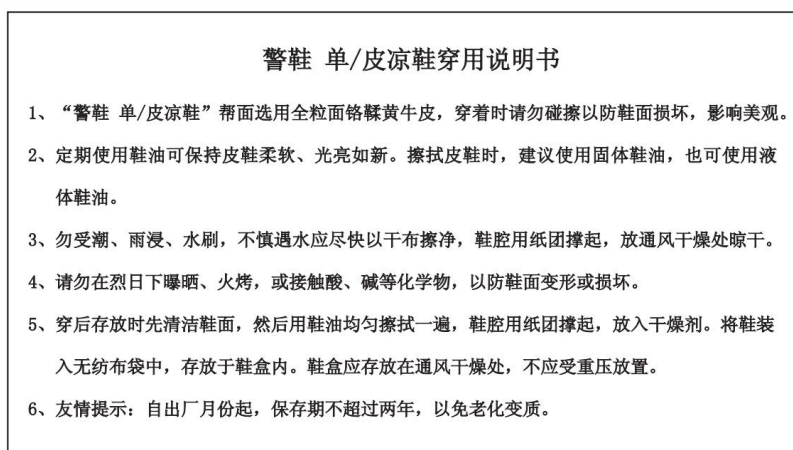 警鞋 单/皮凉鞋穿用说明书
1、“警鞋 单/皮凉鞋”帮面选用全粒面铬鞣黄牛皮，穿着时请勿碰擦以防鞋面损坏，影响美观。
2、定期使用鞋油可保持皮鞋柔软、光亮如新。擦拭皮鞋时，建议使用固体鞋油，也可使用液
体鞋油。
3、勿受潮、雨浸、水刷，不慎遇水应尽快以干布擦净，鞋腔用纸团撑起，放通风干燥处晾干。
4、请勿在烈日下曝晒、火烤，或接触酸、碱等化学物，以防鞋面变形或损坏。
5、穿后存放时先清洁鞋面，然后用鞋油均匀擦拭一遍，鞋腔用纸团撑起，放入干燥剂。将鞋装
入无纺布袋中，存放于鞋盒内。鞋盒应存放在通风干燥处，不应受重压放置。
6、友情提示：自出厂月份起，保存期不超过两年，以免老化变质。